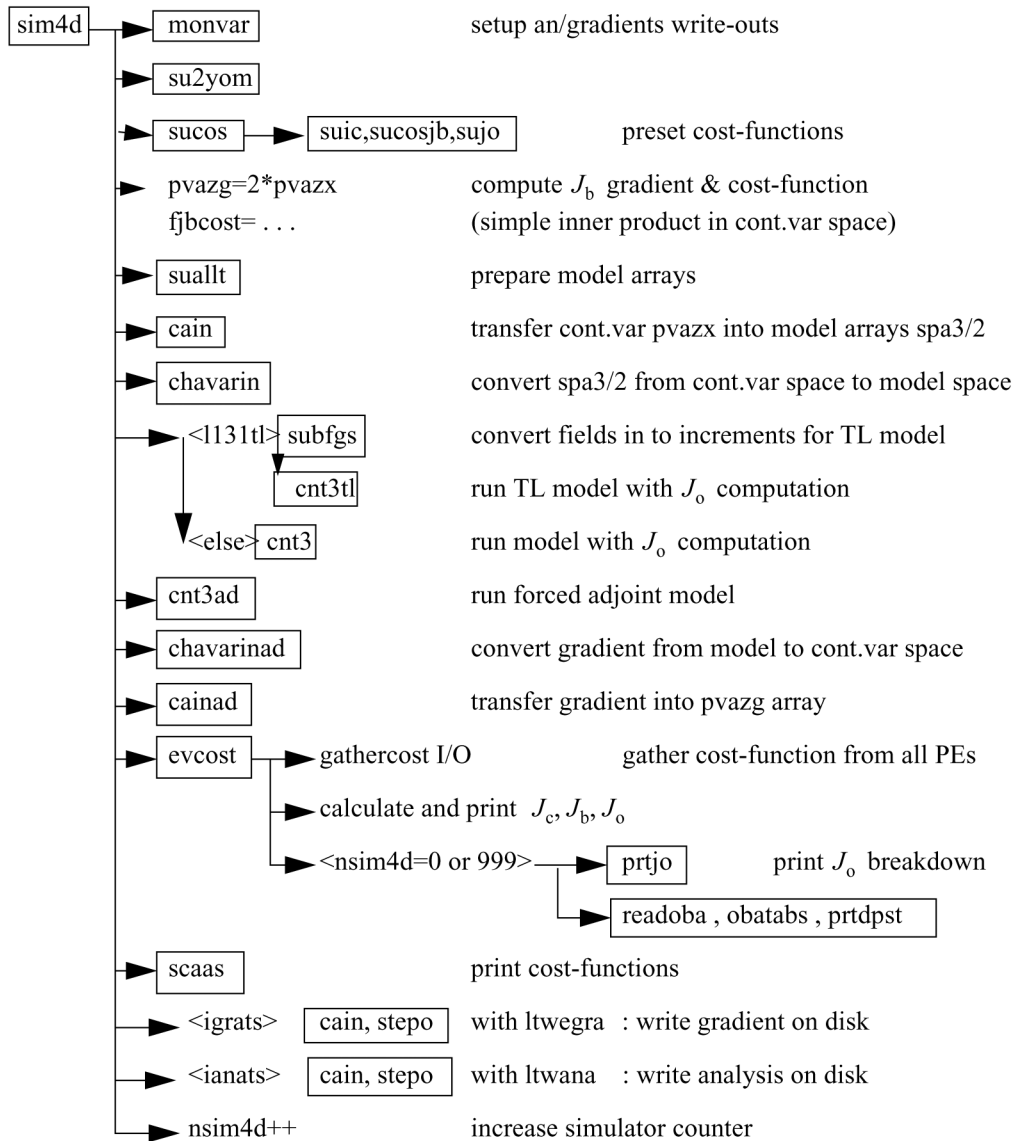 sim4d monvar setup an/gradients write-outs
su2yom
sucos suic,sucosjb,sujo preset cost-functions
pvazg=2*pvazx compute Jb gradient & cost-function
fjbcost= . . . (simple inner product in cont.var space)
suallt prepare model arrays
cain transfer cont.var pvazx into model arrays spa3/2
chavarin convert spa3/2 from cont.var space to model space
<l131tl> subfgs convert fields in to increments for TL model
cnt3tl run TL model with Jo computation
<else> cnt3 run model with Jo computation
cnt3ad run forced adjoint model
chavarinad convert gradient from model to cont.var space
cainad transfer gradient into pvazg array
evcost gathercost I/O gather cost-function from all PEs
calculate and print Jc, Jb, Jo
<nsim4d=0 or 999> prtjo print Jo breakdown
readoba , obatabs , prtdpst
scaas print cost-functions
<igrats> cain, stepo with ltwegra : write gradient on disk
<ianats> cain, stepo with ltwana : write analysis on disk
nsim4d++ increase simulator counter